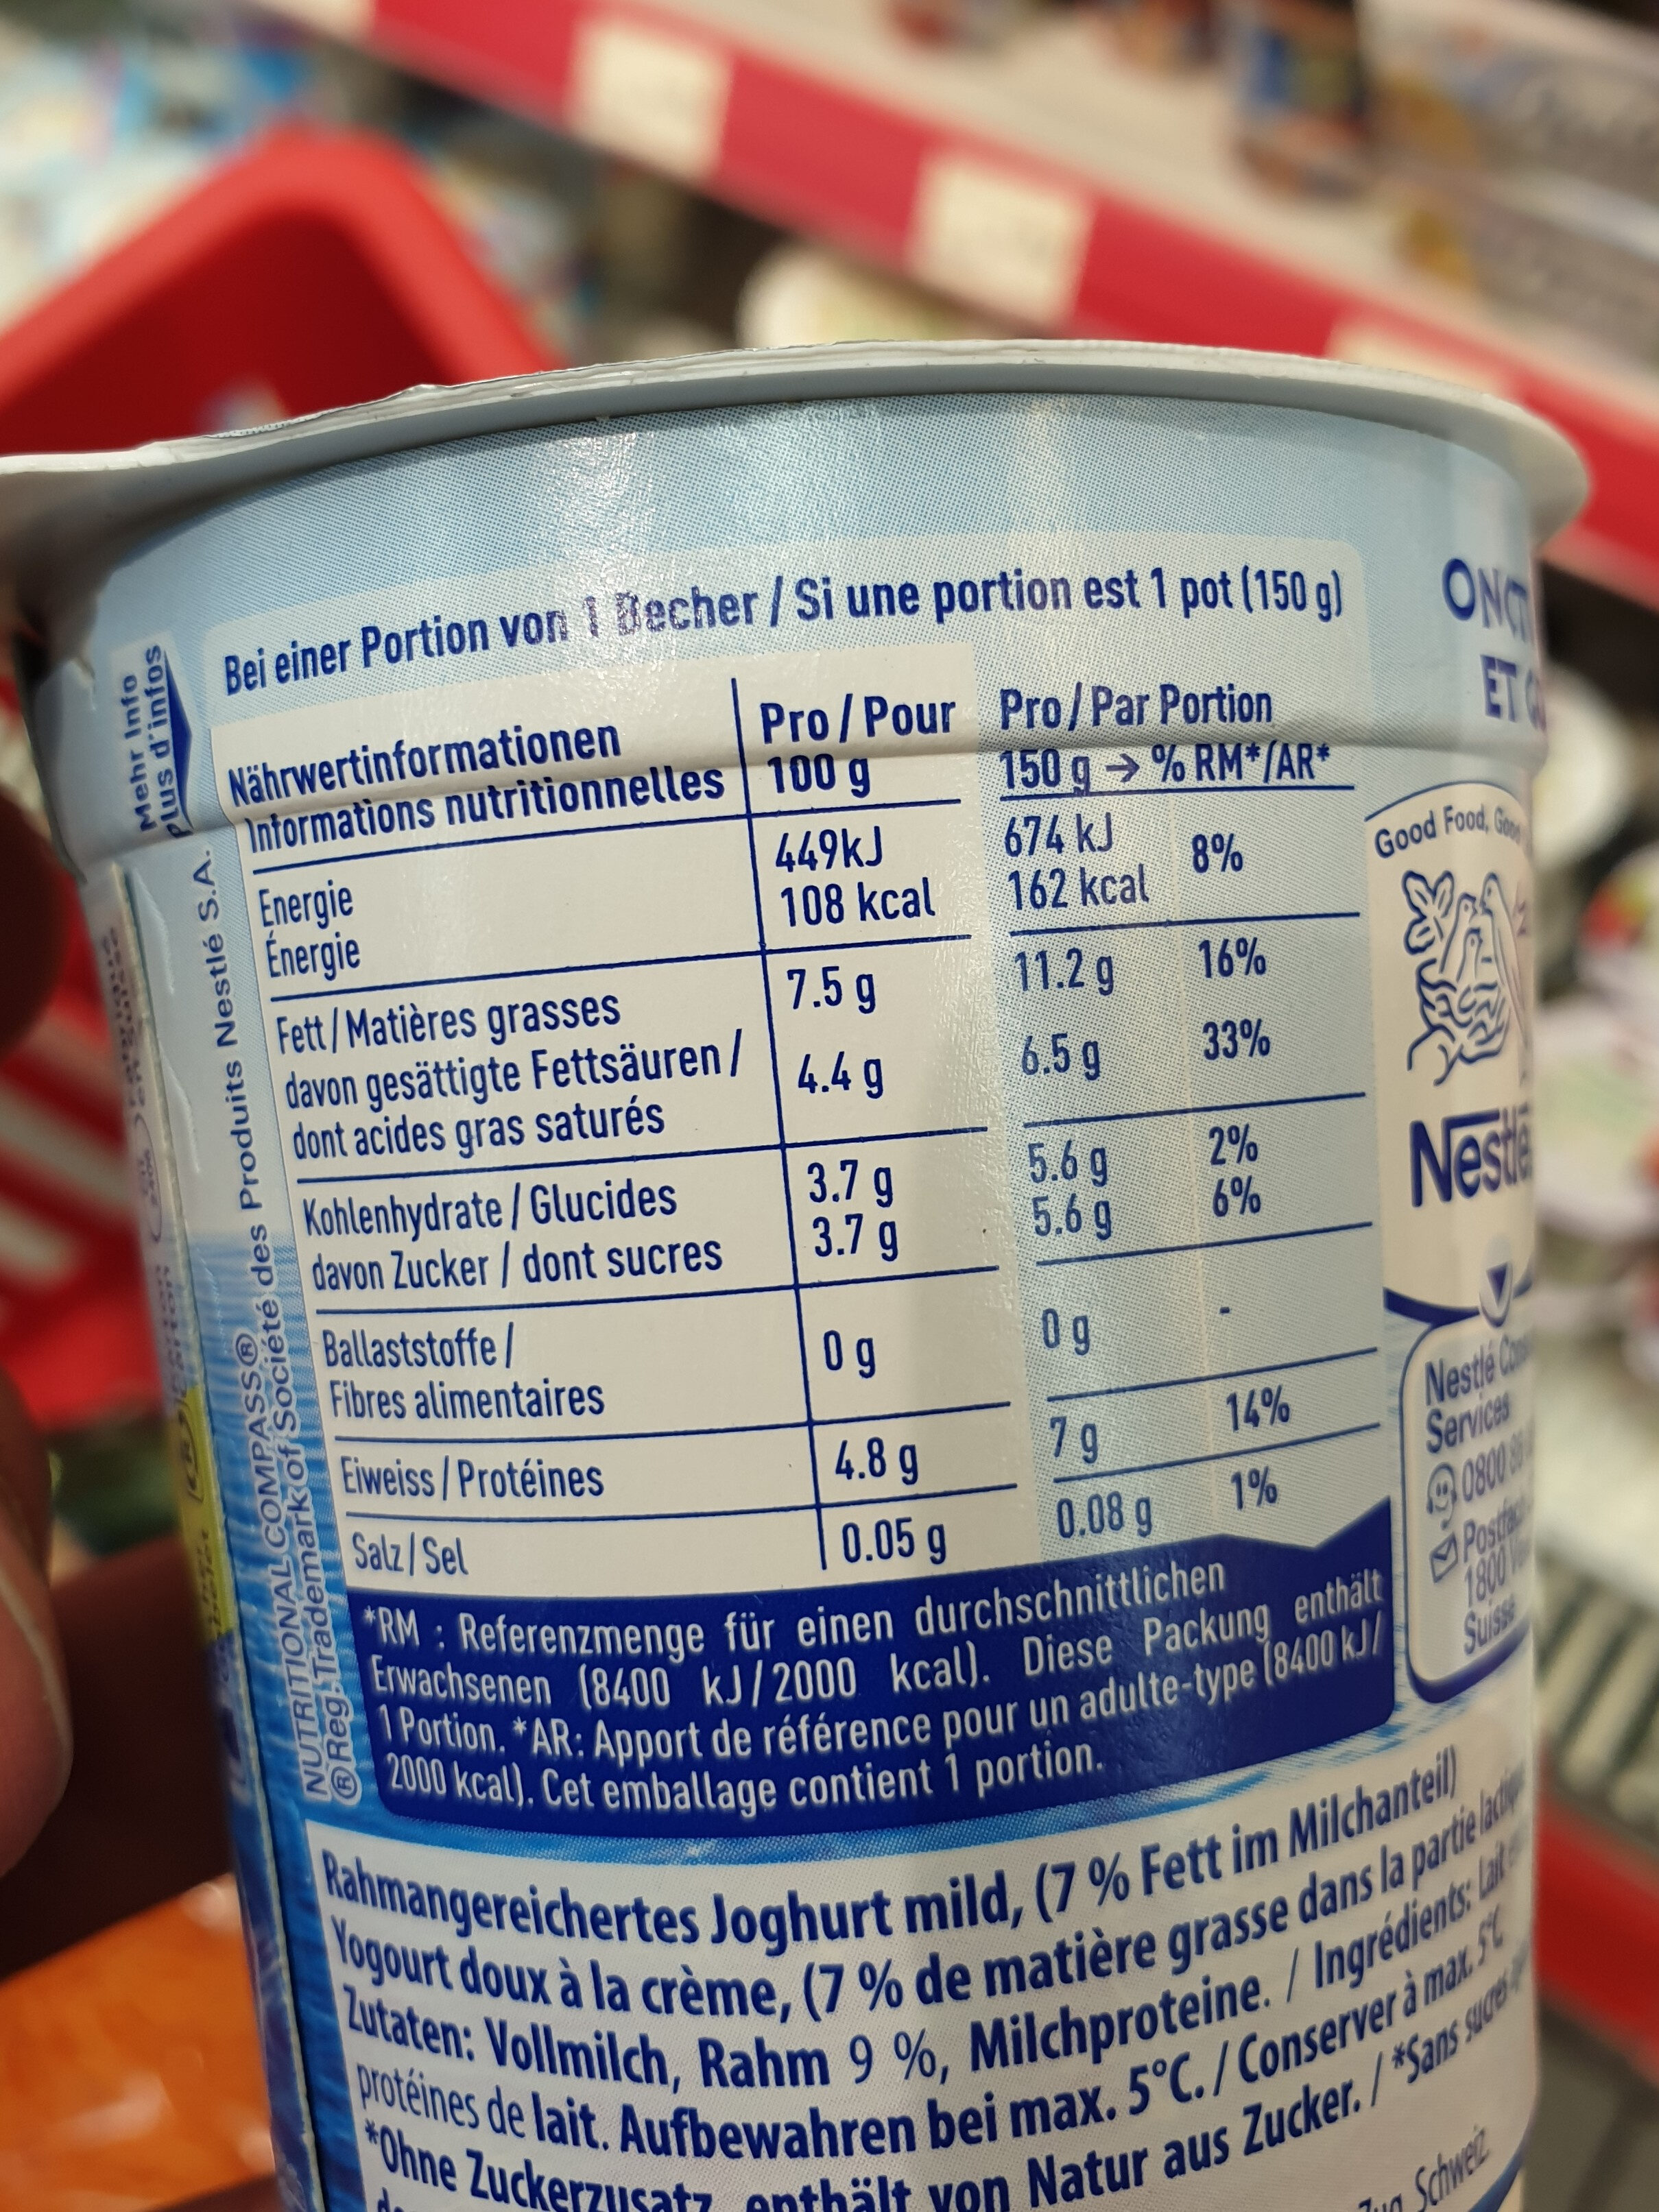 Bei einer Portion von 1 Becher / Si une portion est 1 pot (150 g)
Nährwertinformationen
Informations nutritionnelles
Pro / Pour
100 g
Pro / Par Portion
150 g → % RM*/AR*
Energie
Énergie
449kJ
108 kcal
674 kJ
162 kcal
8%
Fett / Matières grasses
7.5 g
11.2 g
16%
davon gesättigte Fettsäuren /
dont acides gras saturés
4.4 g
6.5 g
33%
Kohlenhydrate / Glucides
3.7 g
5.6 g
2%
davon Zucker / dont sucres
3.7 g
5.6 g
6%
Ballaststoffe /
Fibres alimentaires
0 g
0 g
-
Eiweiss / Protéines
4.8 g
7 g
14%
Salz / Sel
0.05 g
0.08 g
1%
*RM : Referenzmenge für einen durchschnittlichen
Erwachsenen (8400 kJ/2000 kcal). Diese Packung enthält
1 Portion. *AR: Apport de référence pour un adulte-type (8400 kJ/
2000 kcal). Cet emballage contient 1 portion.
Rahmangereichertes Joghurt mild, (7 % Fett im Milchanteil)
Yogourt doux à la crème, (7 % de matière grasse dans la partie
Zutaten: Vollmilch, Rahm 9 %, Milchproteine. / Ingrédients: Lait
protéines de lait. Aufbewahren bei max. 5°C. / Conserver à max. 5°C
*Ohne Zuckerzusatz, enthält von Natur aus Zucker. / *Sans sucres
Schweiz
Mehr Info
Plus d'infos
NUTRITIONAL COMPASS®
® Reg. Trademark of Société des Produits Nestlé S.A.
ET
Good Food,
Nestlé
Nestlé
Services
0800
1800
Suisse